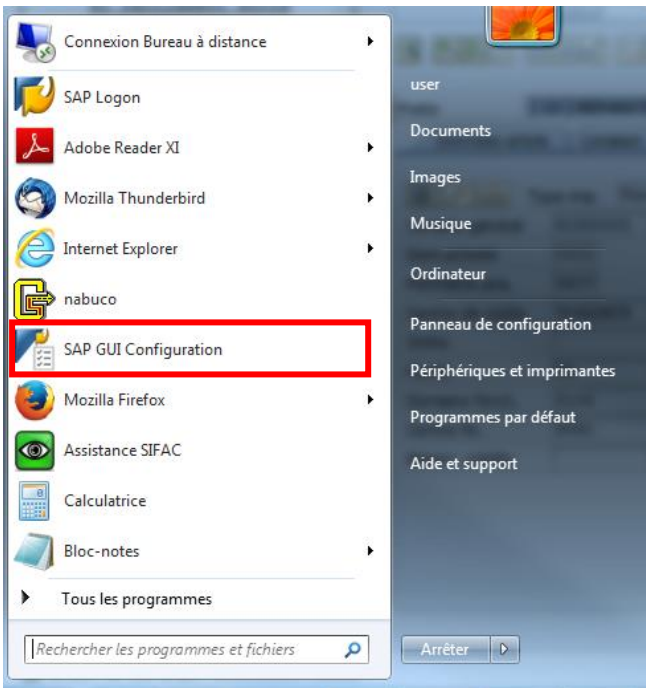 Connexion Bureau à distance
SAP Logon
Adobe Reader XI
Mozilla Thunderbird
Internet Explorer
nabuco
SAP GUI Configuration
Mozilla Firefox
Assistance SIFAC
Calculatrice
Bloc-notes
Tous les programmes
Rechercher les programmes et fichiers
user
Documents
Images
Musique
Ordinateur
Panneau de configuration
Périphériques et imprimantes
Programmes par défaut
Aide et support
Arrêter